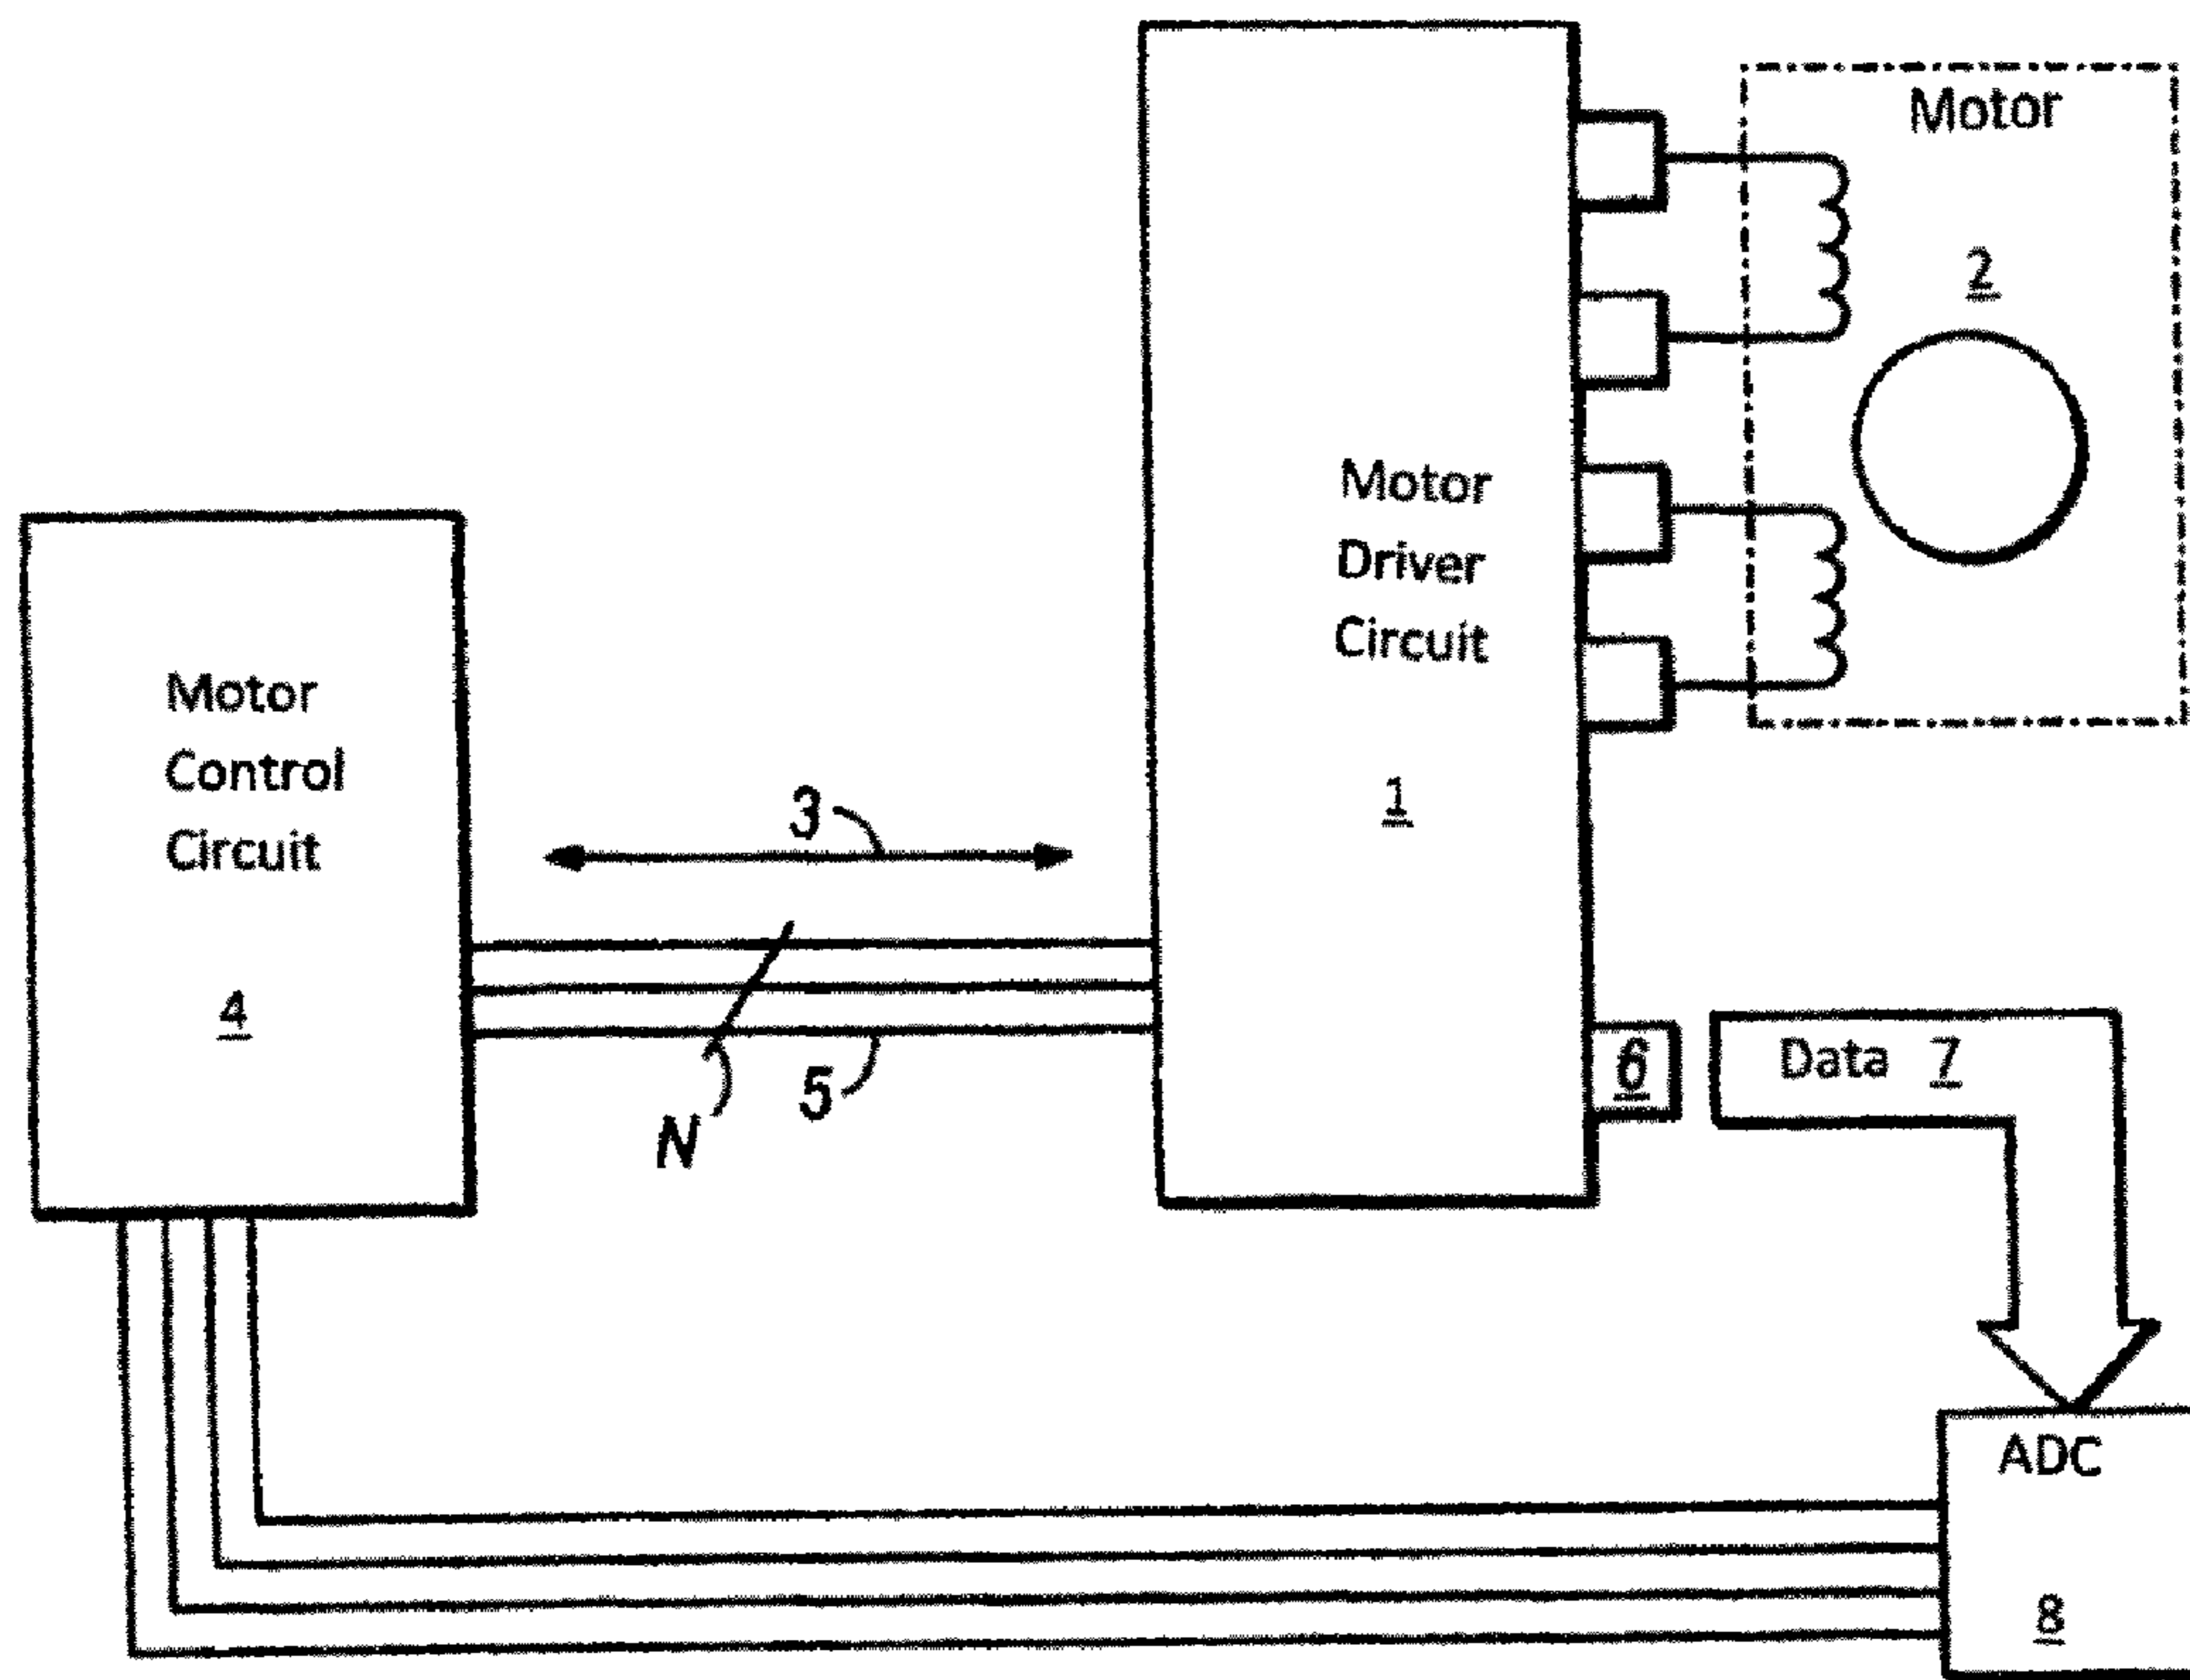 Motor
2
Motor
Driver
Circuit
1
Motor
Control
Circuit
4
3
N
5
6
Data 7
ADC
8